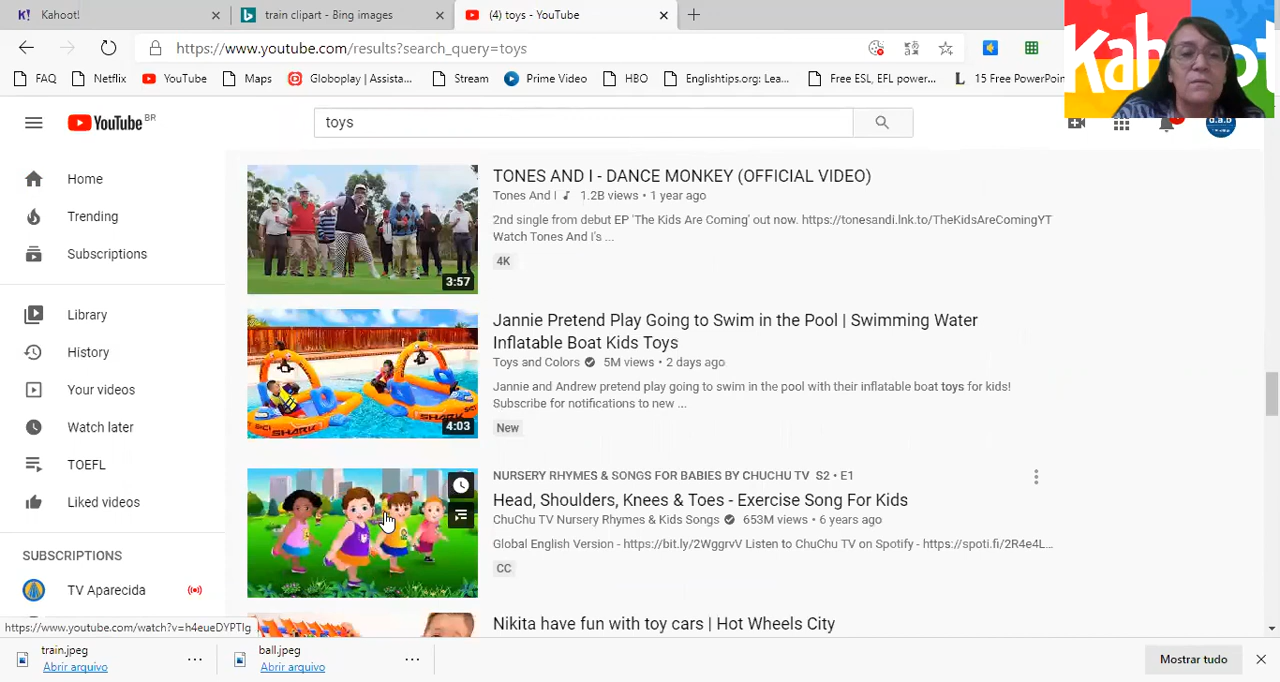 Kahoot!
train clipart - Bing images
(4) toys - YouTube
https://www.youtube.com/results?search_query=toys
FAQ
Netflix
YouTube
Maps
Globoplay | Assista...
Stream
Prime Video
HBO
Englishtips.org: Lea...
Free ESL, EFL power...
15 Free PowerPoin
Kahoot
YouTube BR
toys
d.a.b
Home
Trending
Subscriptions
Library
History
Your videos
Watch later
TOEFL
Liked videos
SUBSCRIPTIONS
TV Aparecida
TONES AND I - DANCE MONKEY (OFFICIAL VIDEO)
Tones And I 1.2B views • 1 year ago
2nd single from debut EP 'The Kids Are Coming' out now. https://tonesandi.lnk.to/TheKidsAreComingYT
Watch Tones And I's ...
4K
3:57
Jannie Pretend Play Going to Swim in the Pool | Swimming Water
Inflatable Boat Kids Toys
Toys and Colors 5M views • 2 days ago
Jannie and Andrew pretend play going to swim in the pool with their inflatable boat toys for kids!
Subscribe for notifications to new ...
New
SHARK
4:03
NURSERY RHYMES & SONGS FOR BABIES BY CHUCHU TV S2 • E1
Head, Shoulders, Knees & Toes - Exercise Song For Kids
ChuChu TV Nursery Rhymes & Kids Songs 653M views • 6 years ago
Global English Version - https://bit.ly/2WggrvV Listen to ChuChu TV on Spotify - https://spoti.fi/2R4e4L...
CC
Nikita have fun with toy cars | Hot Wheels City
https://www.youtube.com/watch?v=h4eueDYPTIg
train.jpeg
Abrir arquivo
ball.jpeg
Abrir arquivo
Mostrar tudo